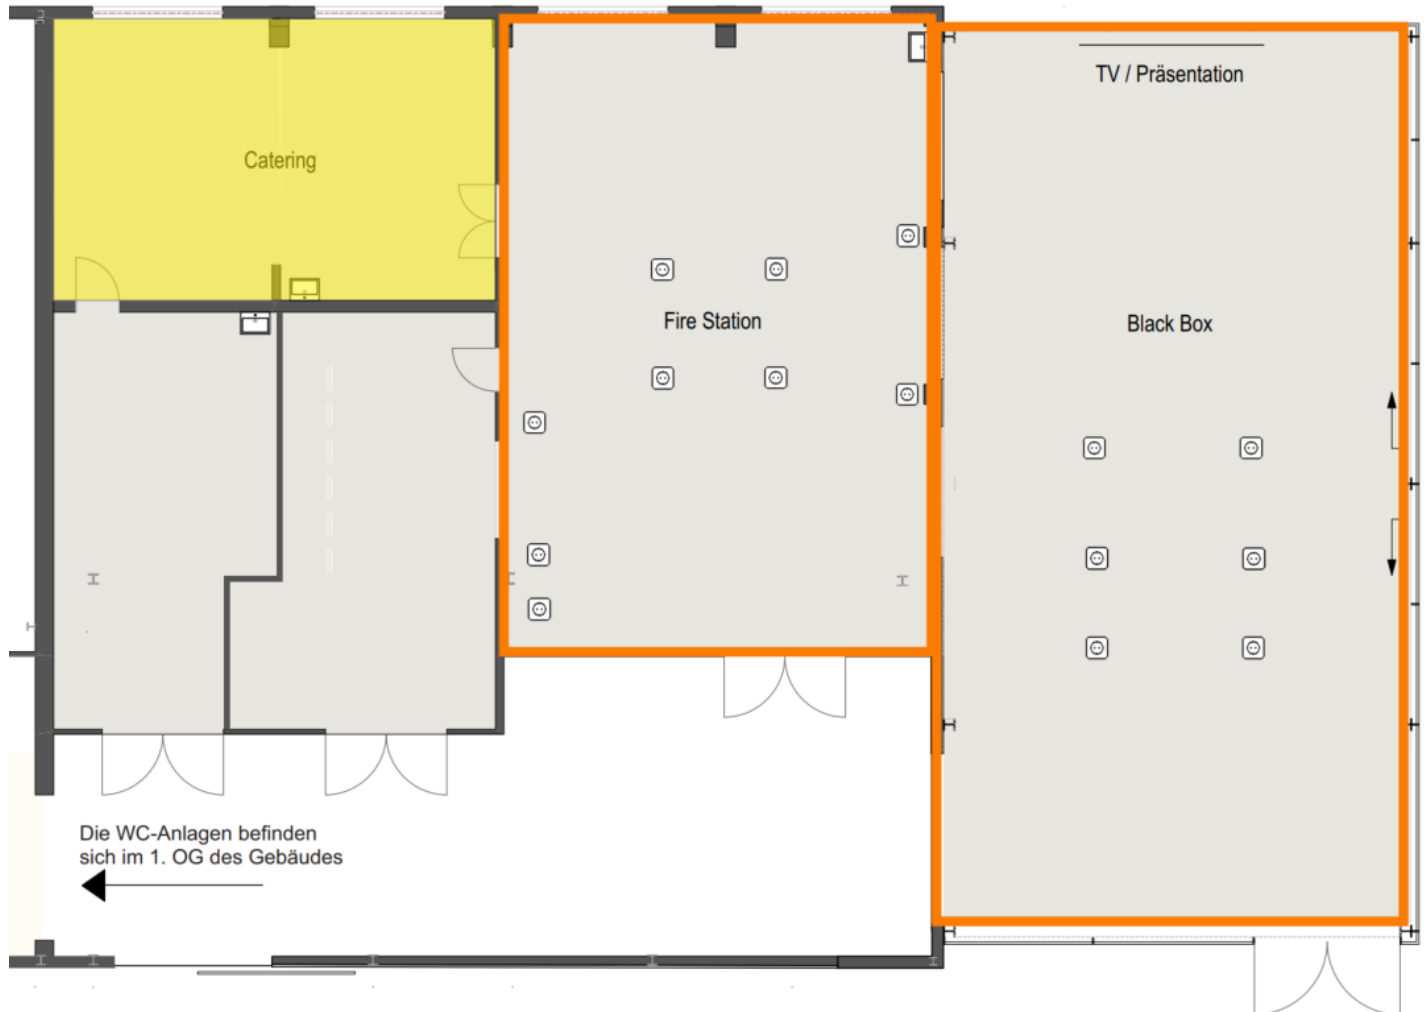 TV / Präsentation
Catering
Fire Station
Black Box
Die WC-Anlagen befinden
sich im 1. OG des Gebäudes